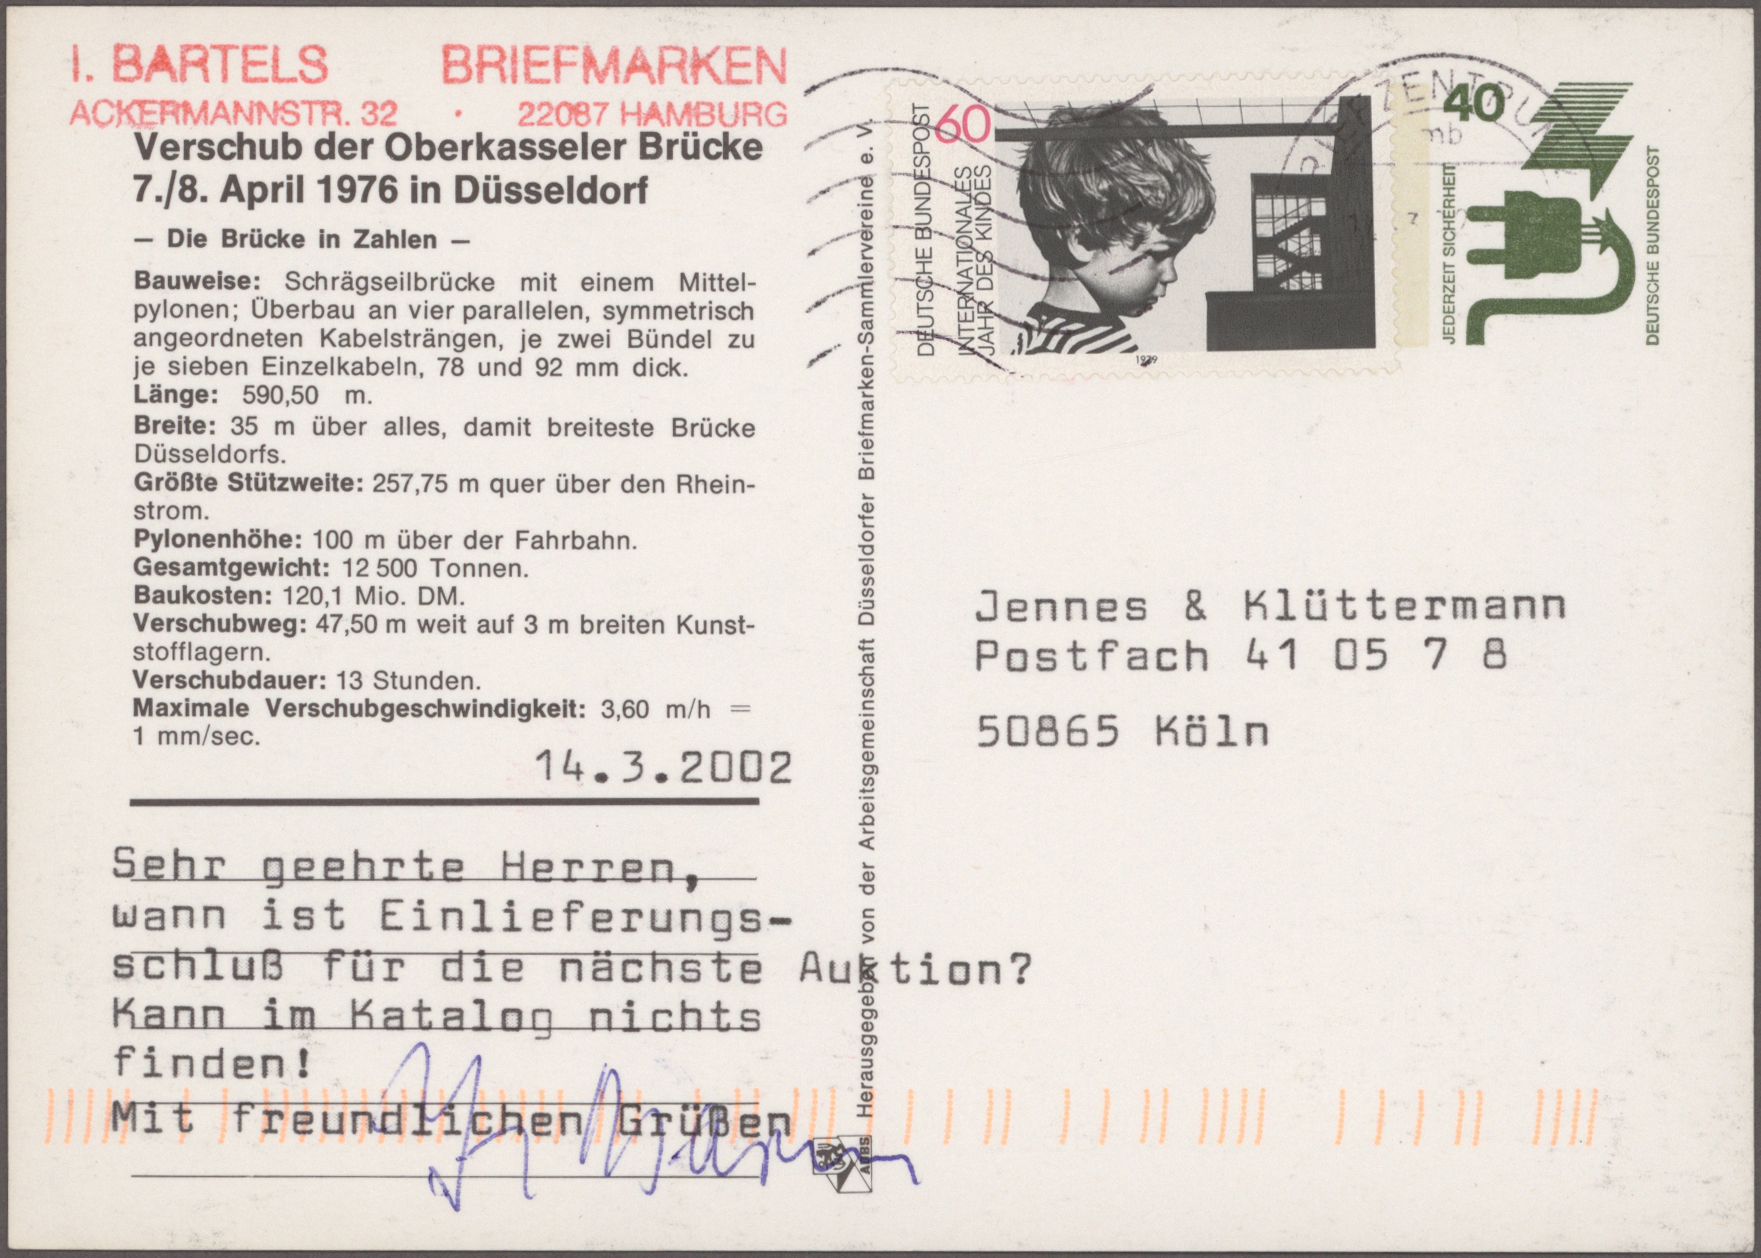 I. BARTELS BRIEFMARKEN
ACKERMANNSTR. 32 · 22087 HAMBURG
Verschub der Oberkasseler Brücke
7./8. April 1976 in Düsseldorf
— Die Brücke in Zahlen —
Bauweise: Schrägseilbrücke mit einem Mittel-
pylonen; Überbau an vier parallelen, symmetrisch
angeordneten Kabelsträngen, je zwei Bündel zu
je sieben Einzelkabeln, 78 und 92 mm dick.
Länge: 590,50 m.
Breite: 35 m über alles, damit breiteste Brücke
Düsseldorfs.
Größte Stützweite: 257,75 m quer über den Rhein-
strom.
Pylonenhöhe: 100 m über der Fahrbahn.
Gesamtgewicht: 12 500 Tonnen.
Baukosten: 120,1 Mio. DM.
Verschubweg: 47,50 m weit auf 3 m breiten Kunst-
stofflagern.
Verschubdauer: 13 Stunden.
Maximale Verschubgeschwindigkeit: 3,60 m/h =
1 mm/sec.
14.3.2002
Sehr geehrte Herren,
wann ist Einlieferungs-
schluß für die nächste Auktion?
Kann im Katalog nichts
finden!
Mit freundlichen Grüßen
Herausgegeben von der Arbeitsgemeinschaft Düsseldorfer Briefmarken-Sammlervereine e. V.
60
DEUTSCHE BUNDESPOST
INTERNATIONALES
JAHR DES KINDES
1979
40
JEDERZEIT SICHERHEIT
DEUTSCHE BUNDESPOST
Jennes & Klüttermann
Postfach 41 05 7 8
50865 Köln